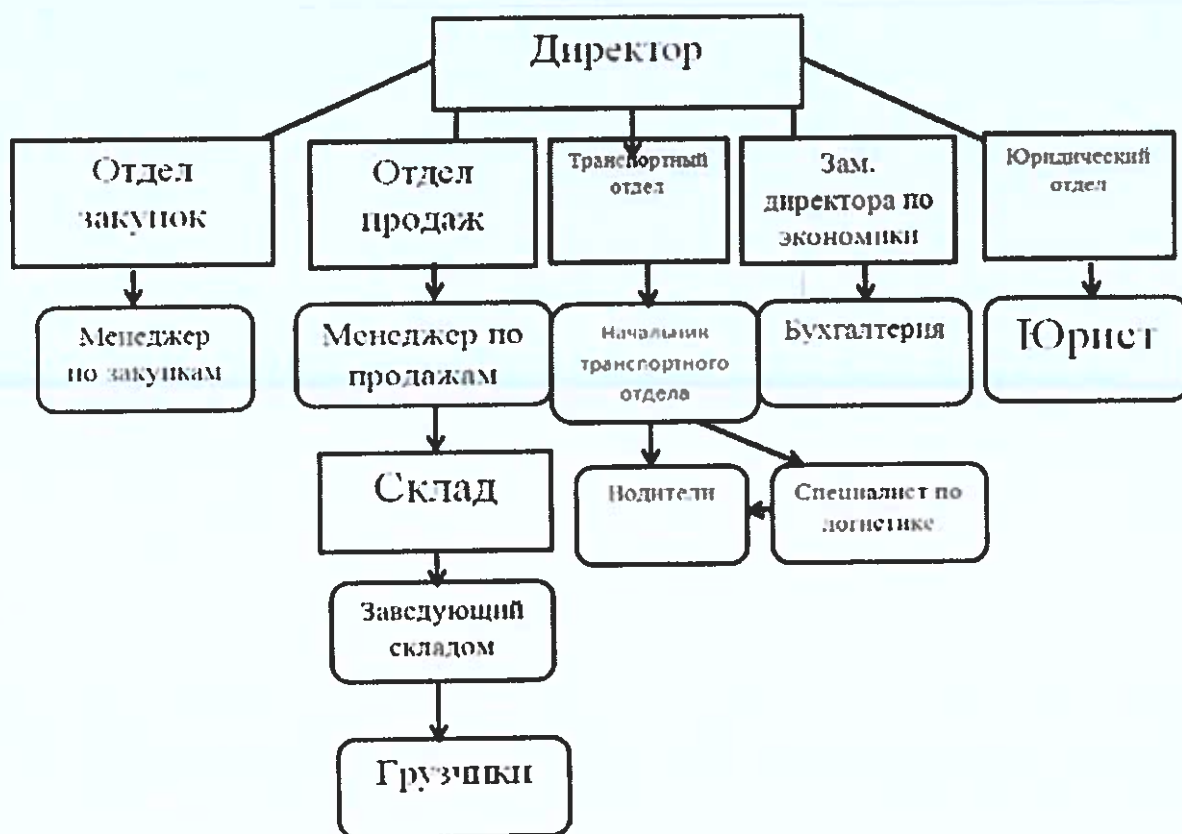 Директор
Отдел
закупок
Отдел
продаж
Транспортный
отдел
Зам.
директора по
экономики
Юридический
отдел
Менеджер
по закупкам
Менеджер по
продажам
Начальник
транспортного
отдела
Бухгалтерия
Юрист
Склад
Водители
Специалист по
логистике
Заведующий
складом
Грузчики